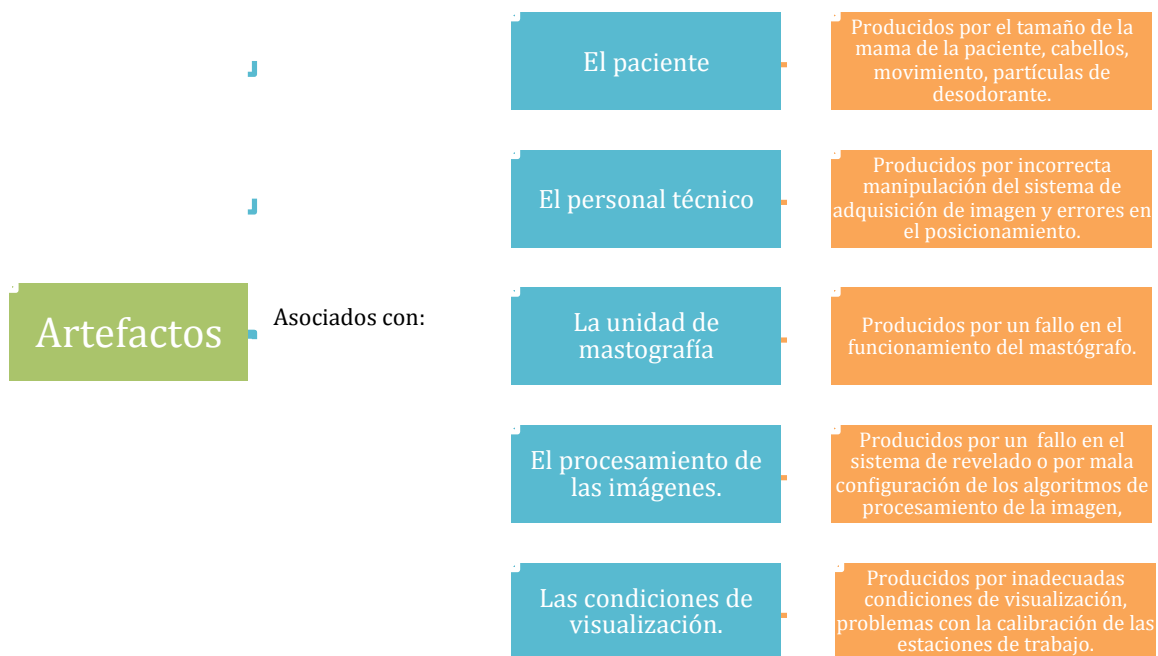 El paciente
Producidos por el tamaño de la
mama de la paciente, cabellos,
movimiento, partículas de
desodorante.
El personal técnico
Producidos por incorrecta
manipulación del sistema de
adquisición de imagen y errores en
el posicionamiento.
Artefactos
Asociados con:
La unidad de
mastografía
Producidos por un fallo en el
funcionamiento del mastógrafo.
El procesamiento de
las imágenes.
Producidos por un  fallo en el
sistema de revelado o por mala
configuración de los algoritmos de
procesamiento de la imagen,
Las condiciones de
visualización.
Producidos por inadecuadas
condiciones de visualización,
problemas con la calibración de las
estaciones de trabajo.